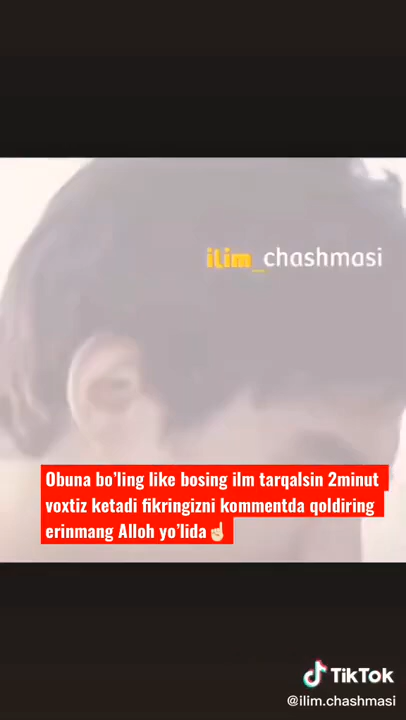 ilim_chashmasi
Obuna bo'ling like bosing ilm tarqalsin 2minut
voxtiz ketadi fikringizni kommentda qoldiring
erinmang Alloh yo'lida☝🏻
TikTok
@ilim.chashmasi